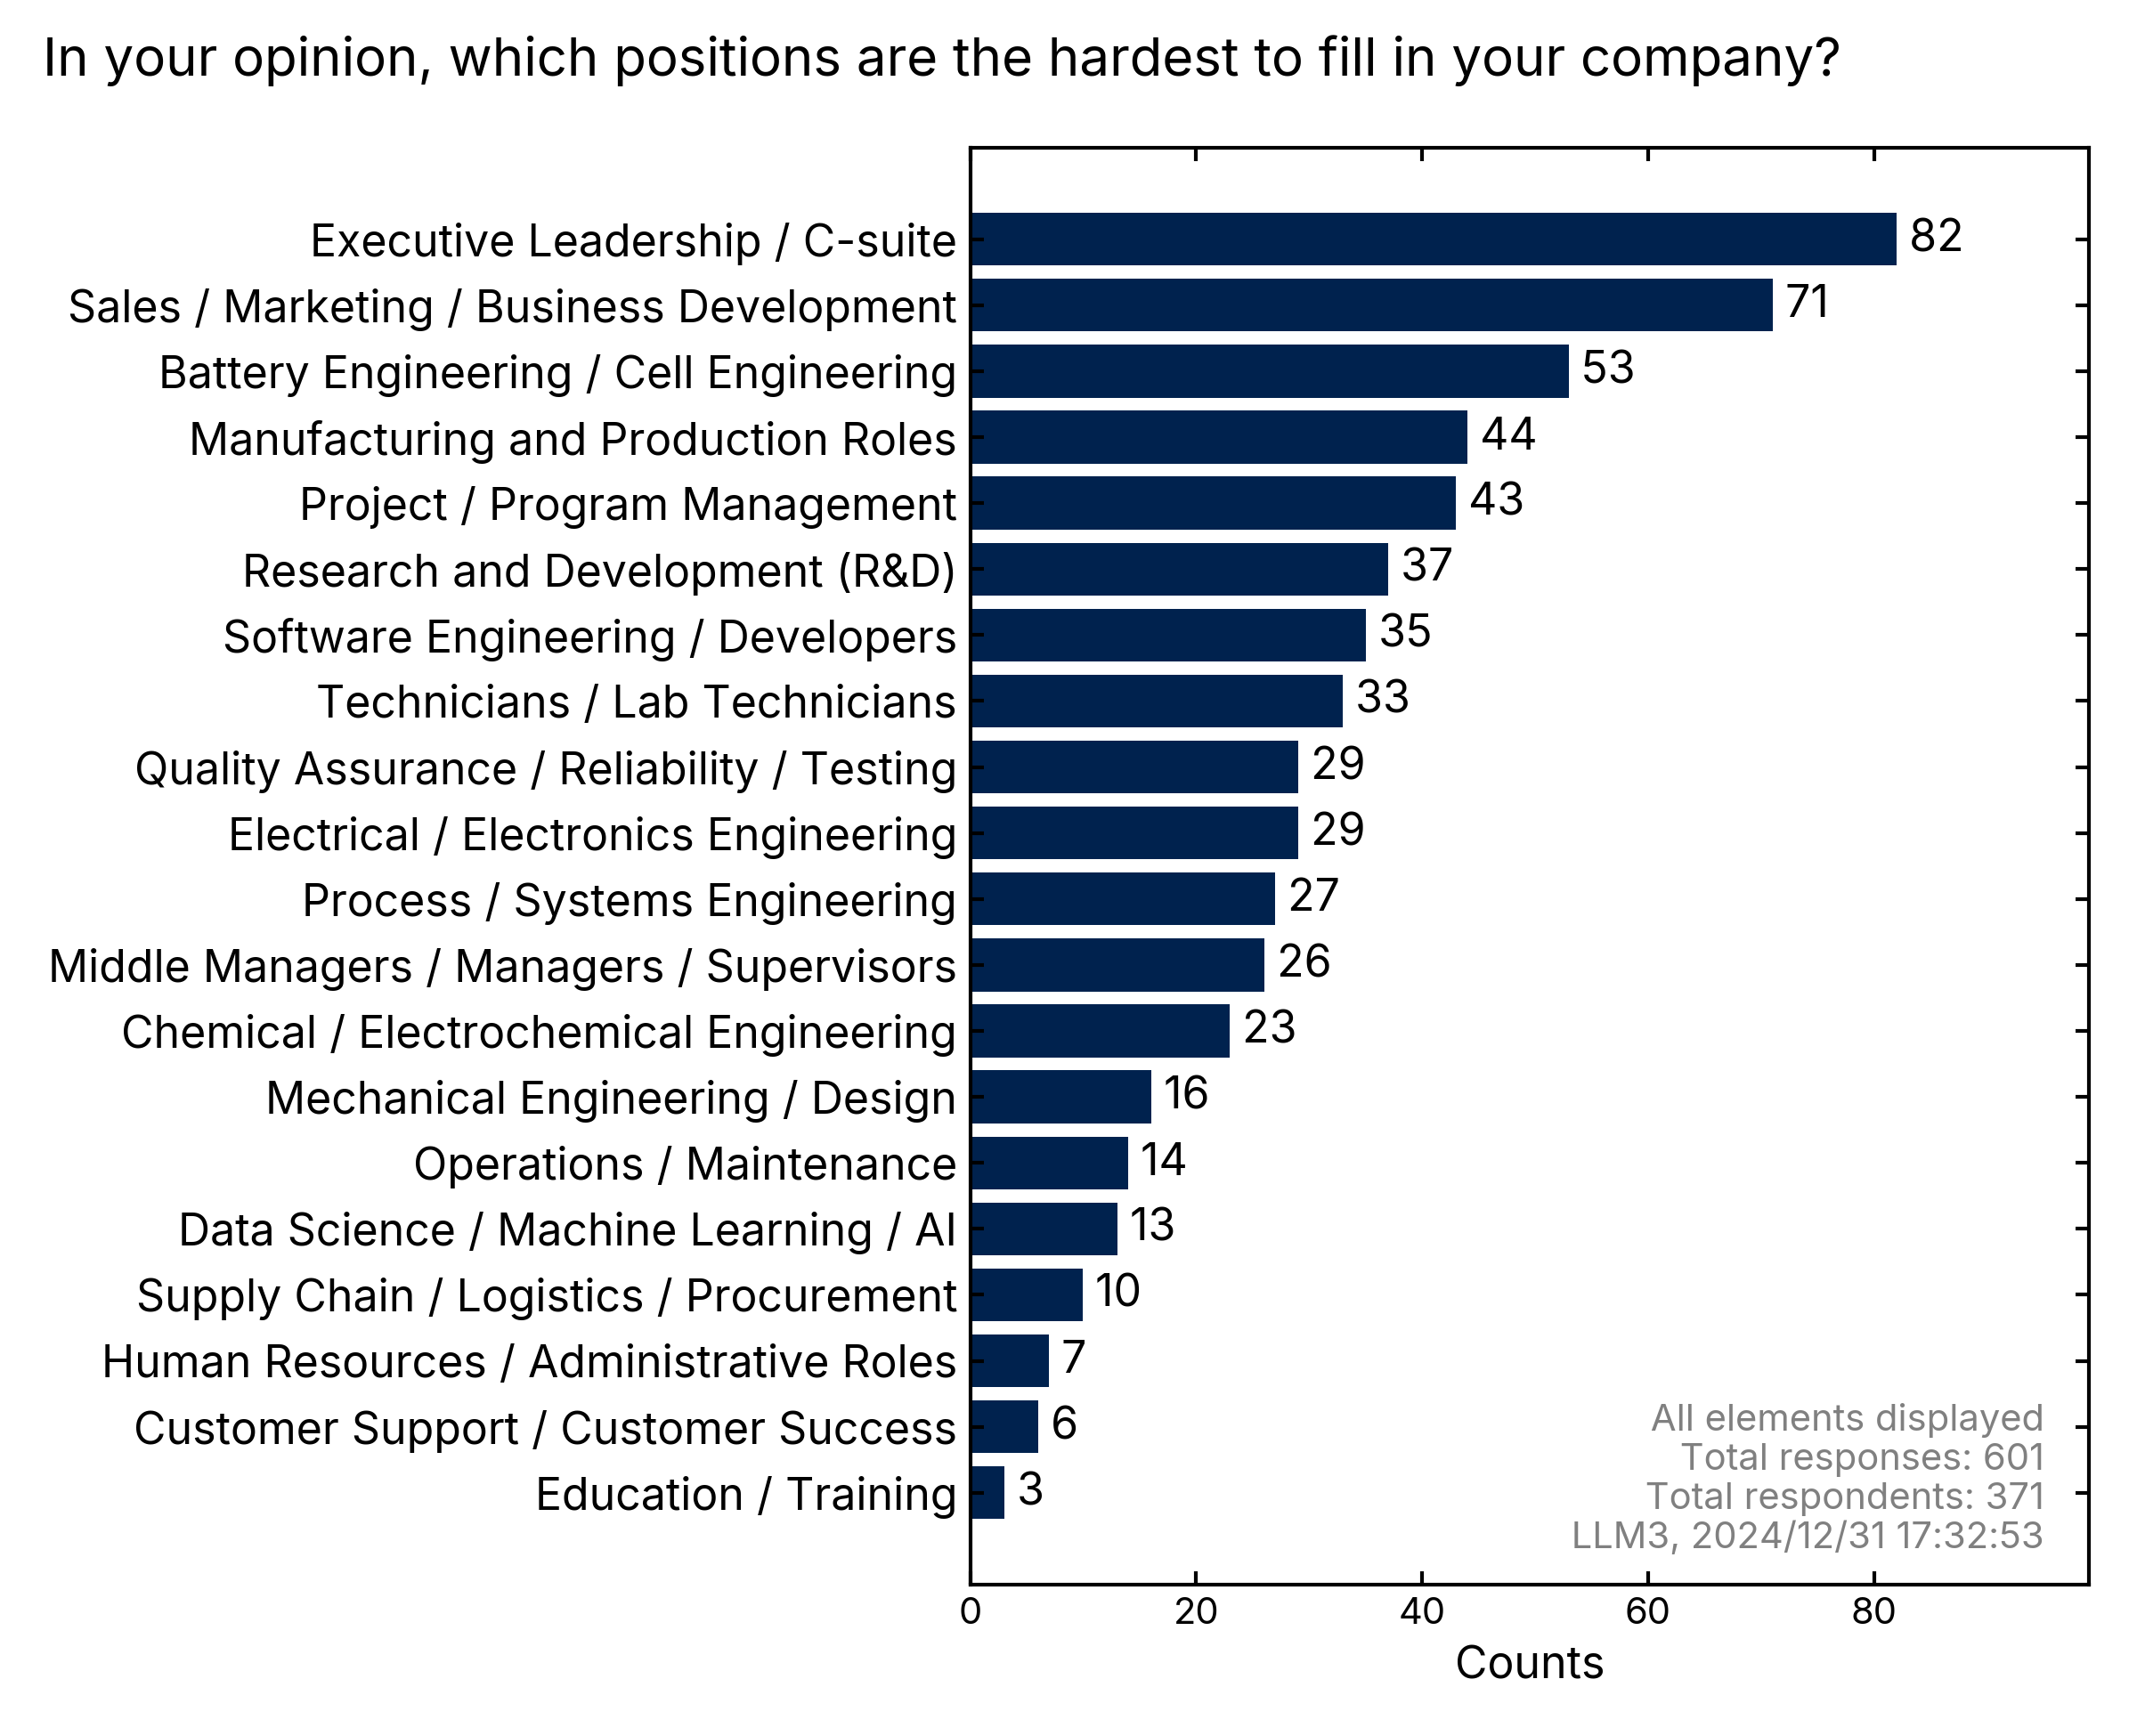 In your opinion, which positions are the hardest to fill in your company?
Executive Leadership / C-suite 82
Sales / Marketing / Business Development 71
Battery Engineering / Cell Engineering 53
Manufacturing and Production Roles 44
Project / Program Management 43
Research and Development (R&D) 37
Software Engineering / Developers 35
Technicians / Lab Technicians 33
Quality Assurance / Reliability / Testing 29
Electrical / Electronics Engineering 29
Process / Systems Engineering 27
Middle Managers / Managers / Supervisors 26
Chemical / Electrochemical Engineering 23
Mechanical Engineering / Design 16
Operations / Maintenance 14
Data Science / Machine Learning / AI 13
Supply Chain / Logistics / Procurement 10
Human Resources / Administrative Roles 7
Customer Support / Customer Success 6
Education / Training 3
All elements displayed
Total responses: 601
Total respondents: 371
LLM3, 2024/12/31 17:32:53
0 20 40 60 80
Counts